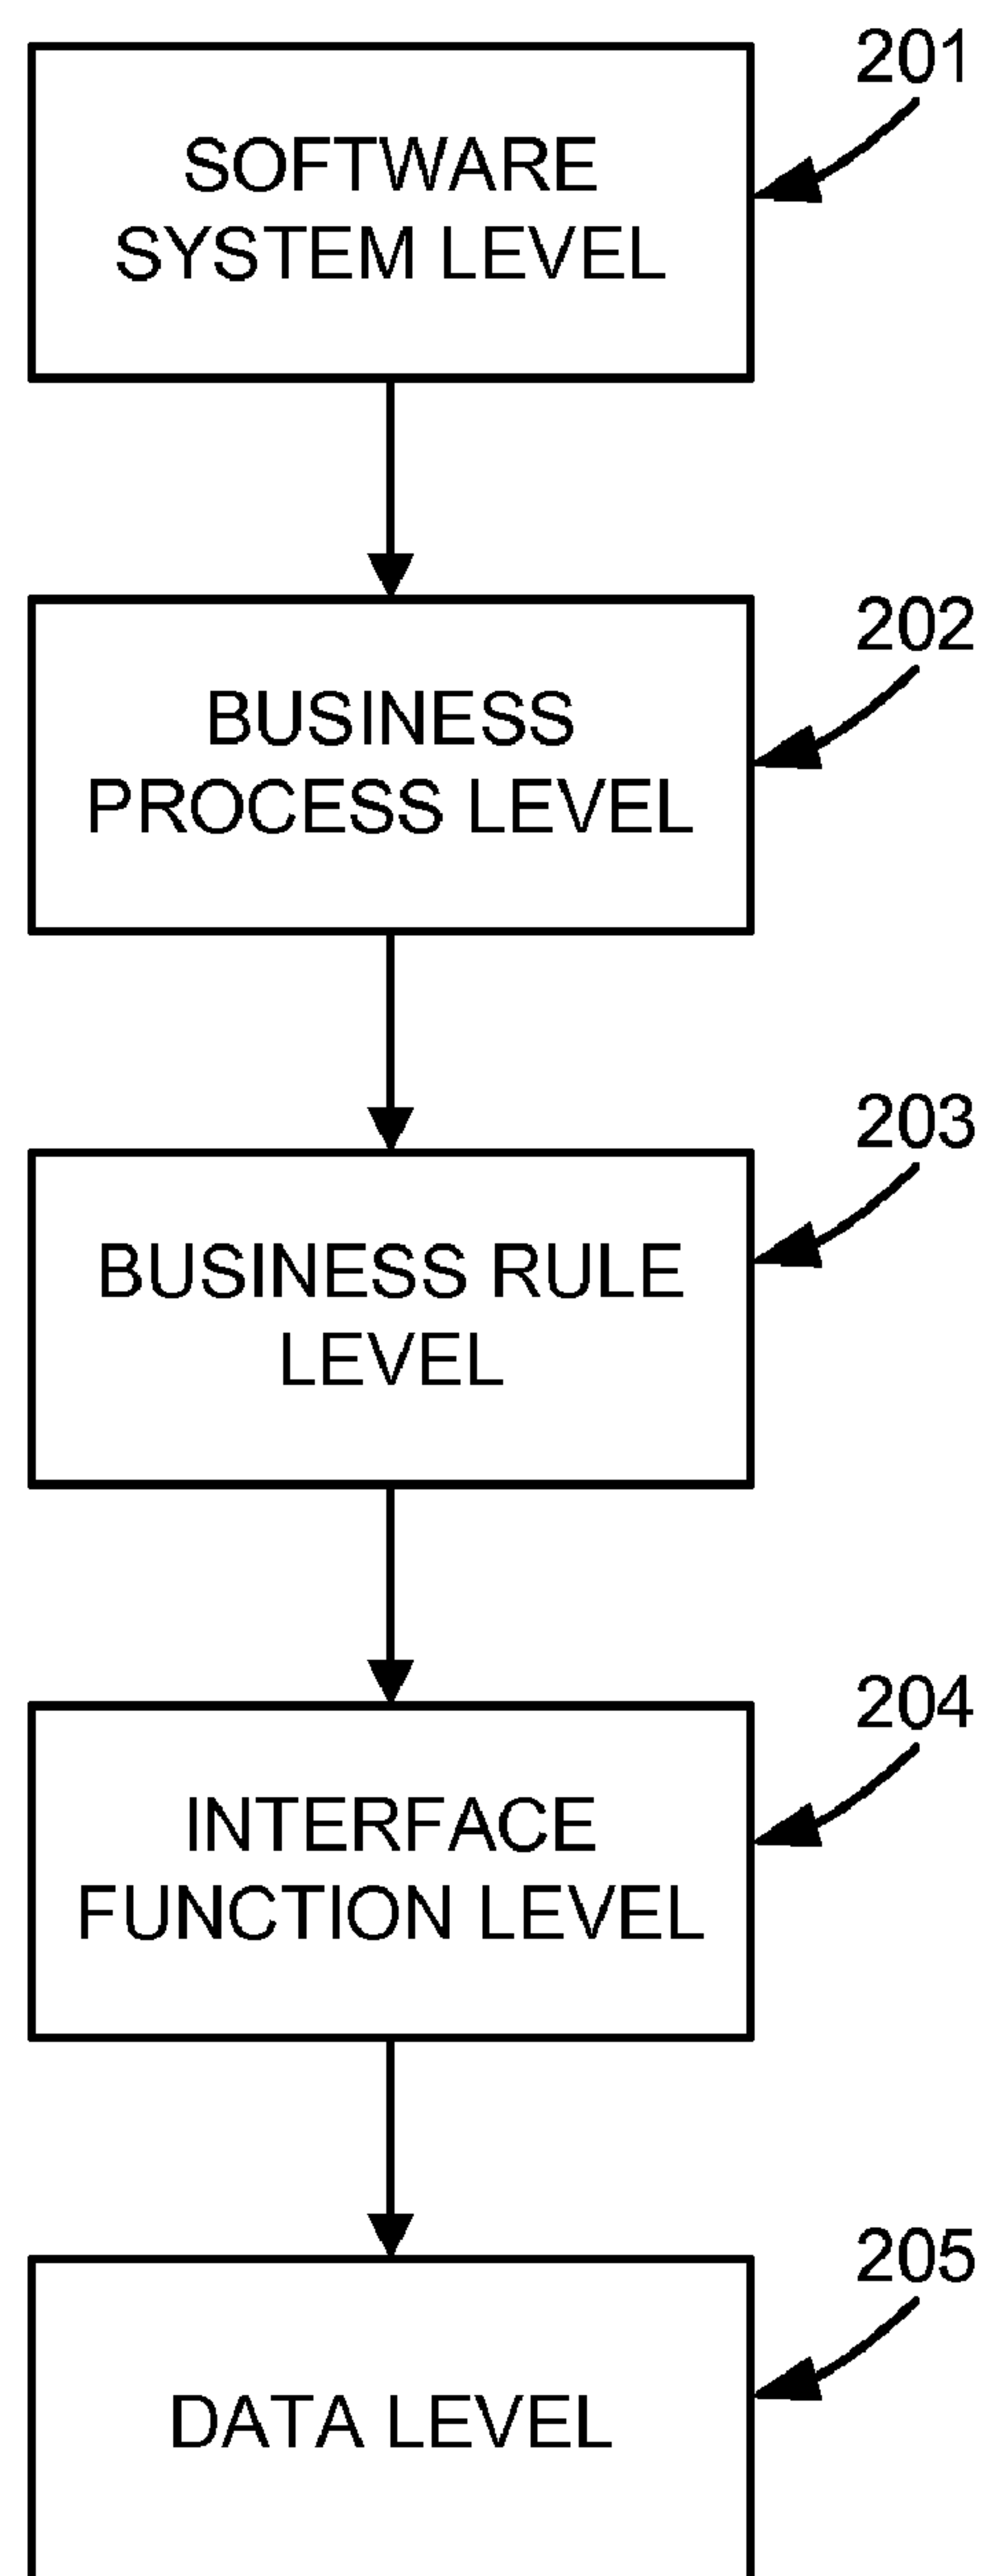 201
SOFTWARE
SYSTEM LEVEL
202
BUSINESS
PROCESS LEVEL
203
BUSINESS RULE
LEVEL
204
INTERFACE
FUNCTION LEVEL
205
DATA LEVEL